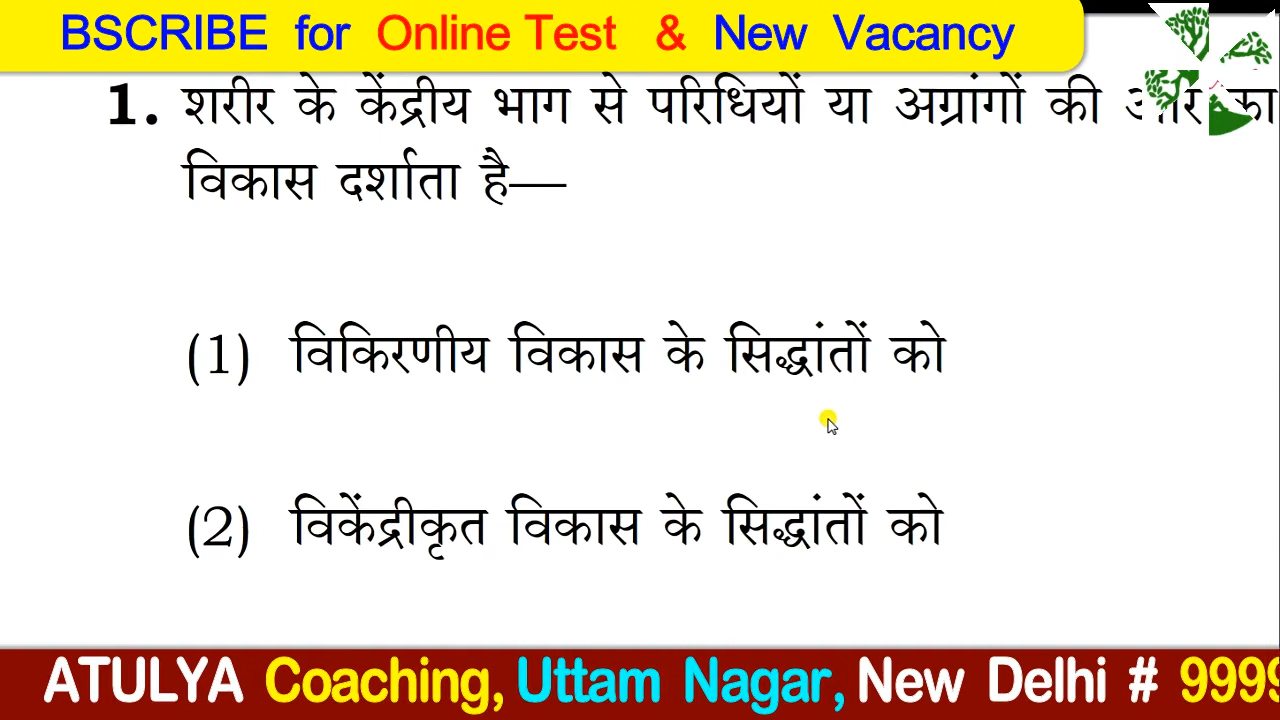 BSCRIBE for Online Test & New Vacancy
1. शरीर के केंद्रीय भाग से परिधियों या अग्रांगों की का
विकास दर्शाता है—
(1) विकिरणीय विकास के सिद्धांतों को
(2) विकेंद्रीकृत विकास के सिद्धांतों को
ATULYA Coaching, Uttam Nagar, New Delhi # 999